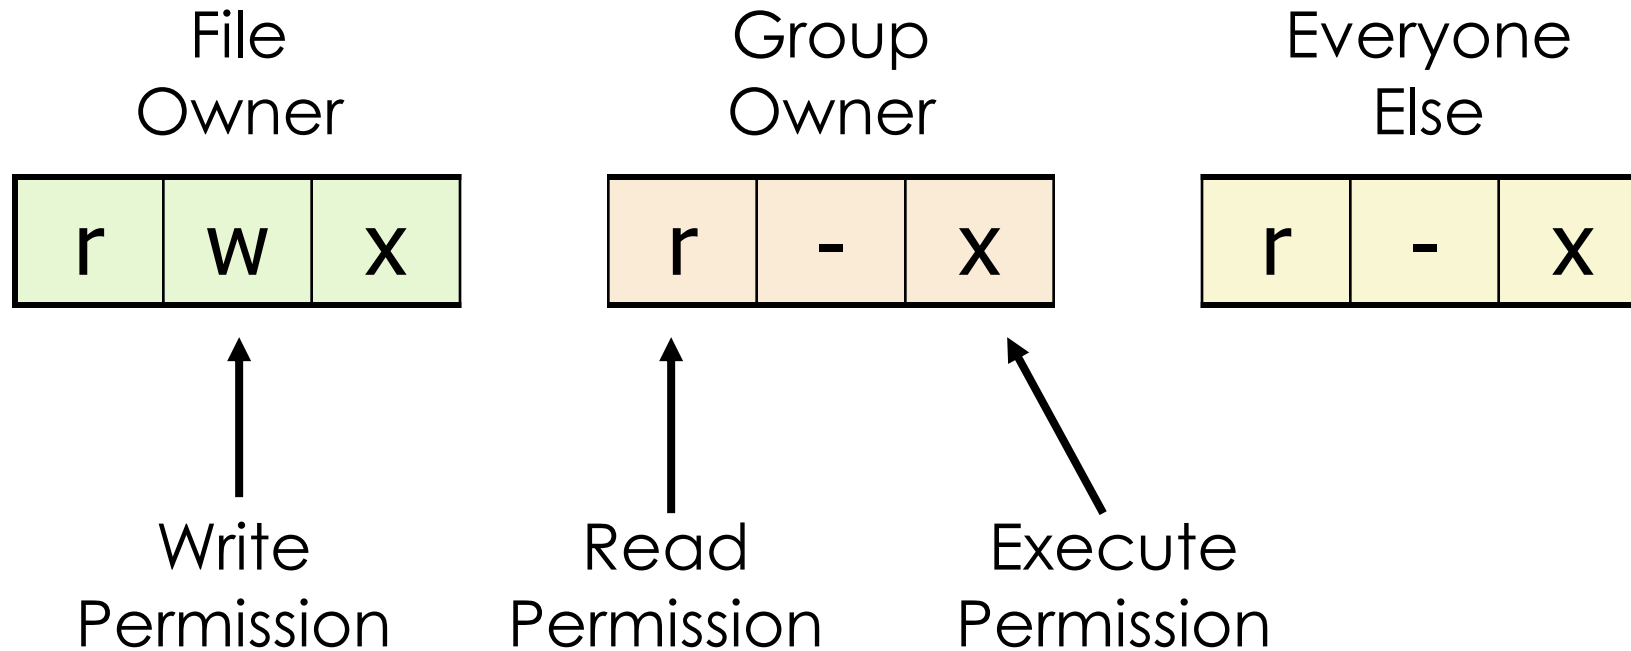 File
Owner
Group
Owner
Everyone
Else
r w x
r - x
r - x
Write
Permission
Read
Permission
Execute
Permission